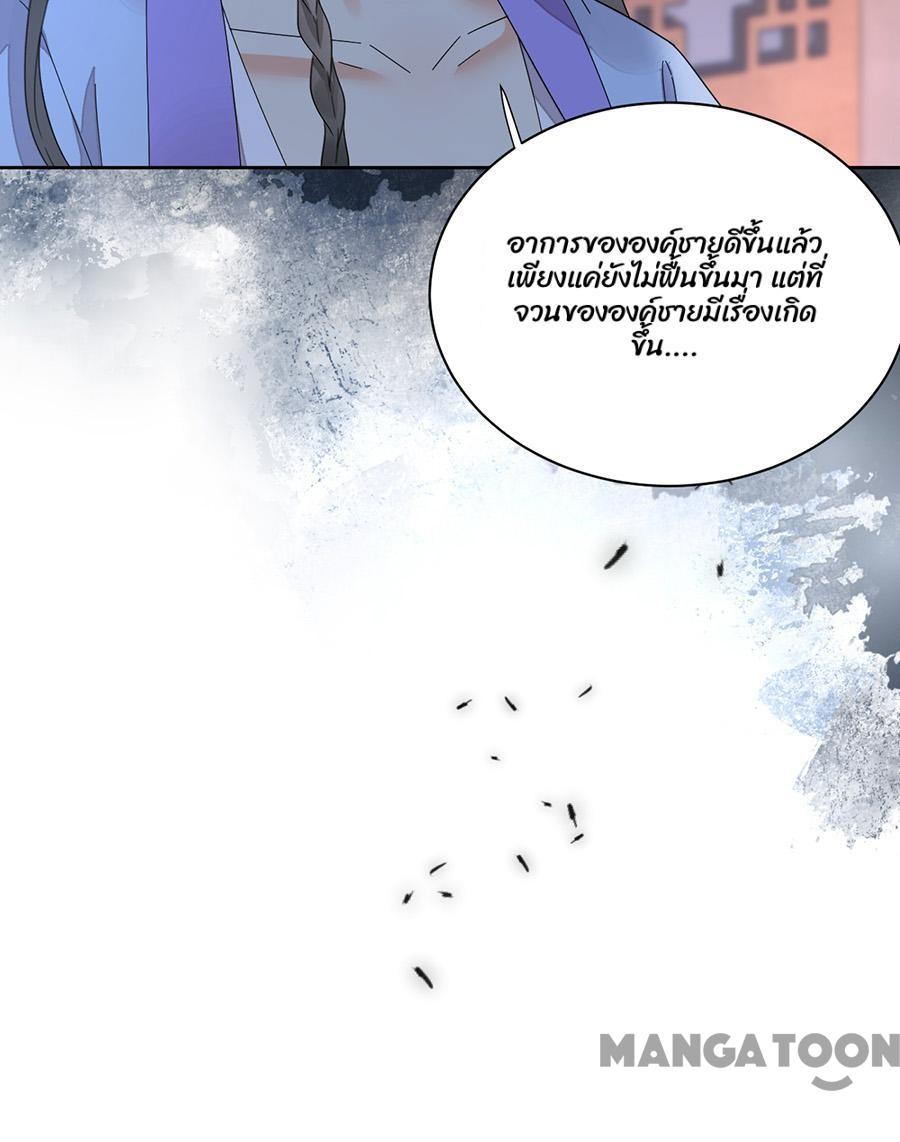 อาการขององค์ชายดีขึ้นแล้ว
เพียงแค่ยังไม่ฟื้นขึ้นมา แต่ที่
จวนขององค์ชายมีเรื่องเกิด
ขึ้น....
MANGATOON